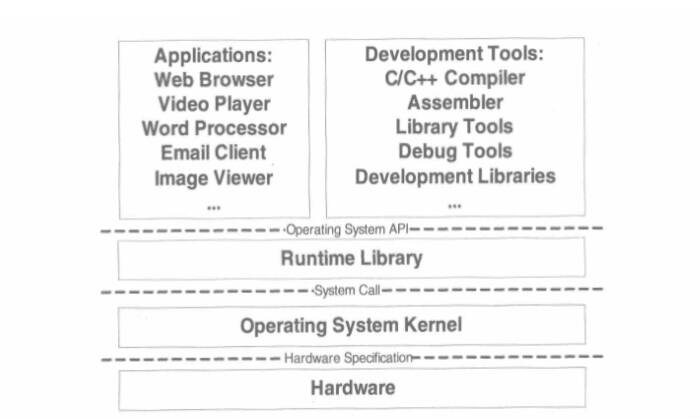 Applications:
Web Browser
Video Player
Word Processor
Email Client
Image Viewer
...
Development Tools:
C/C++ Compiler
Assembler
Library Tools
Debug Tools
Development Libraries
...
Operating System API
Runtime Library
System Call
Operating System Kernel
Hardware Specification
Hardware